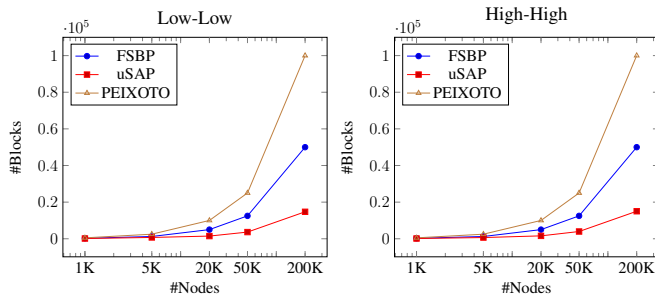 Low-Low
·10^5
FSBP
uSAP
PEIXOTO
1
0.8
0.6
0.4
0.2
0
#Blocks
1K 5K 20K 50K 200K
#Nodes
High-High
·10^5
FSBP
uSAP
PEIXOTO
1
0.8
0.6
0.4
0.2
0
#Blocks
1K 5K 20K 50K 200K
#Nodes